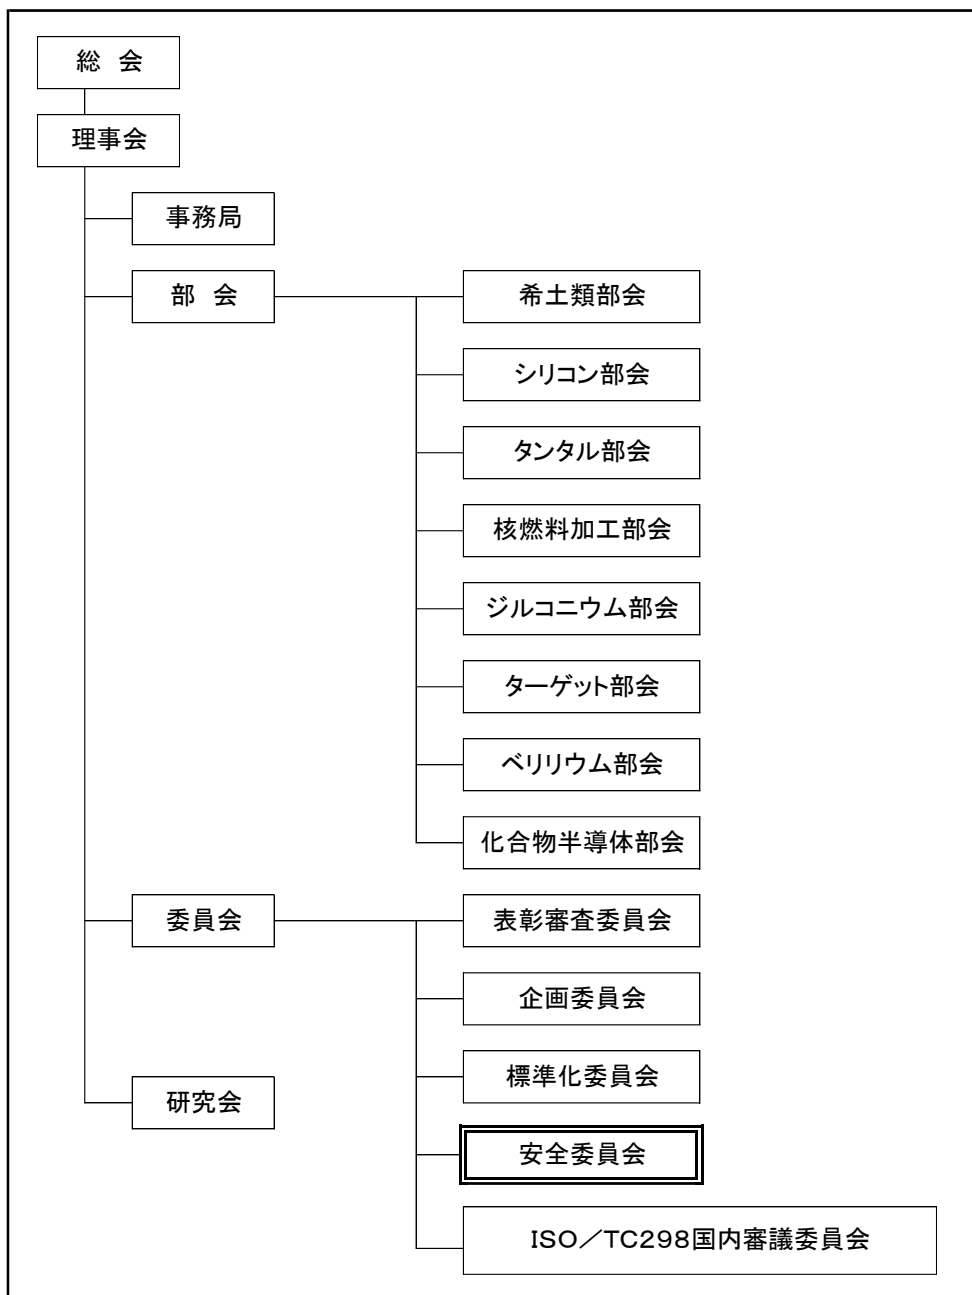 総 会
理事会
事務局
部 会
希土類部会
シリコン部会
タンタル部会
核燃料加工部会
ジルコニウム部会
ターゲット部会
ベリリウム部会
化合物半導体部会
委員会
表彰審査委員会
企画委員会
標準化委員会
研究会
安全委員会
ISO／TC298国内審議委員会